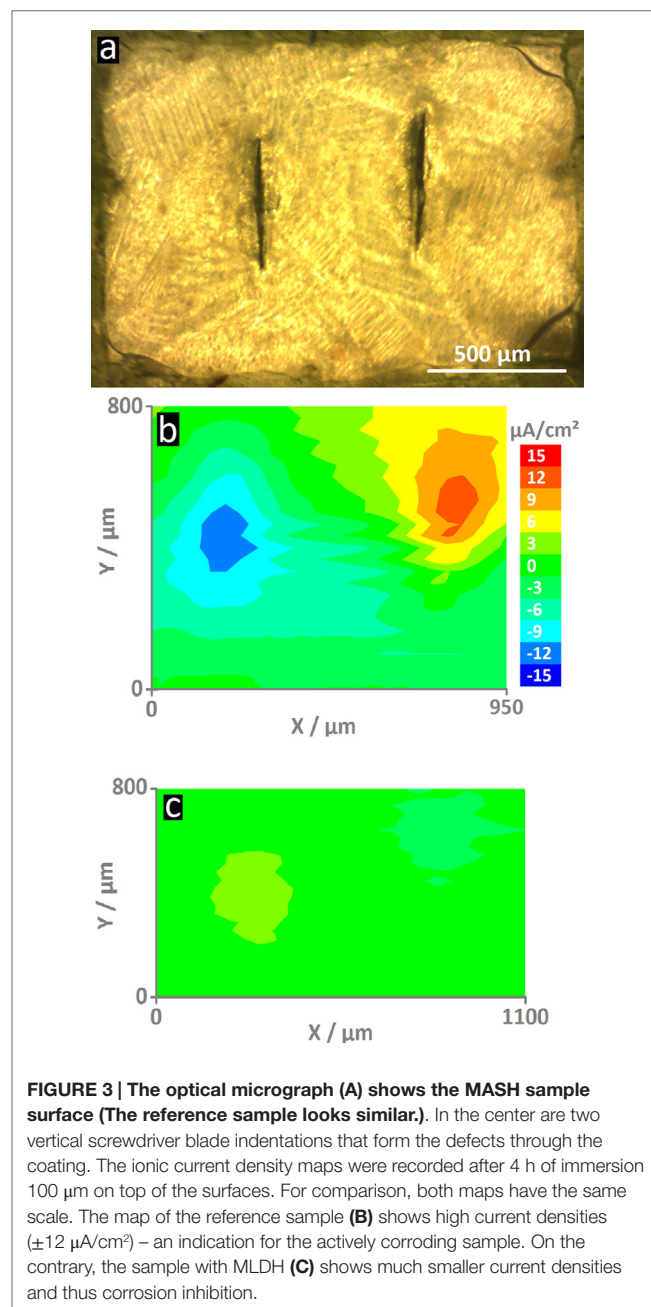 a
500 µm
b
800
Y / µm
0
0
X / µm
950
µA/cm²
15
12
9
6
3
0
-3
-6
-9
-12
-15
c
800
Y / µm
0
0
X / µm
1100
FIGURE 3 | The optical micrograph (A) shows the MASH sample
surface (The reference sample looks similar.). In the center are two
vertical screwdriver blade indentations that form the defects through the
coating. The ionic current density maps were recorded after 4 h of immersion
100 µm on top of the surfaces. For comparison, both maps have the same
scale. The map of the reference sample (B) shows high current densities
(±12 µA/cm²) – an indication for the actively corroding sample. On the
contrary, the sample with MLDH (C) shows much smaller current densities
and thus corrosion inhibition.